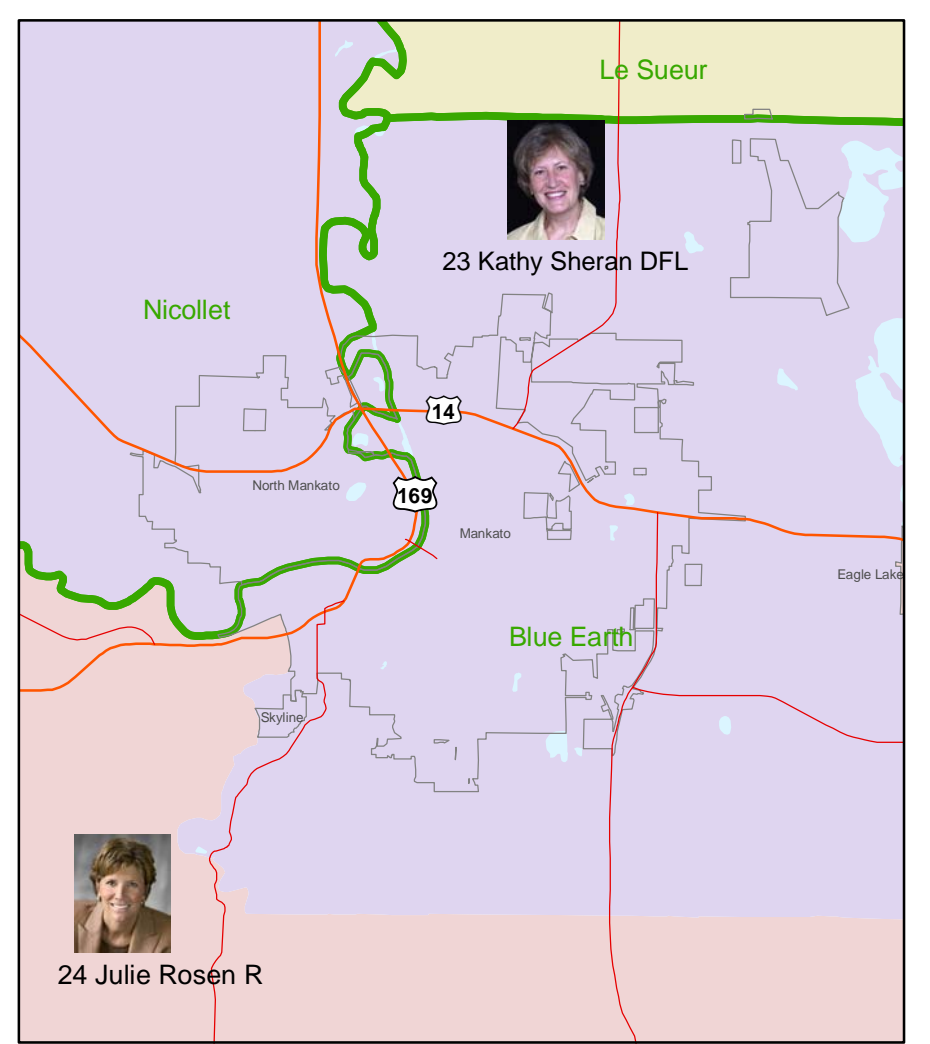 Le Sueur
23 Kathy Sheran DFL
Nicollet
14
North Mankato
169
Mankato
Eagle Lake
Blue Earth
Skyline
24 Julie Rosen R